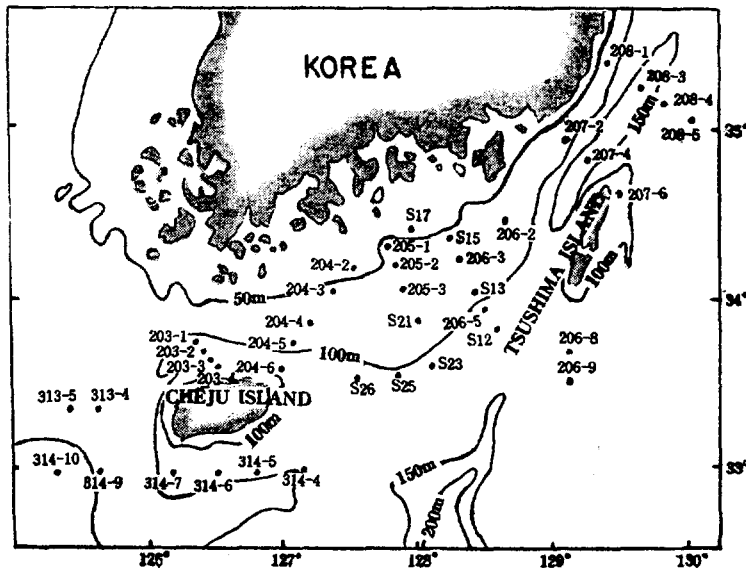 KOREA
208-1
208-3
208-4
208-5
150m
35°
207-2
207-4
207-6
S17
S15
206-2
205-1
205-2
206-3
204-2
204-3
205-3
S13
TSUSHIMA ISLAND
100m
50m
34°
204-4
S21
206-5
S12
203-1
203-2
203-3
203-4
204-5
100m
206-8
204-6
S23
206-9
S26
S25
313-5
313-4
CHEJU ISLAND
100m
314-10
814-9
314-7
314-6
314-5
314-4
150m
200m
33°
126°
127°
128°
129°
130°